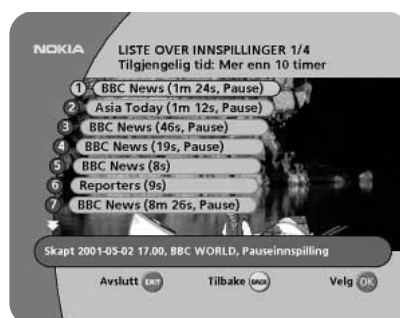 NOKIA
LISTE OVER INNSPILLINGER 1/4
Tilgjengelig tid: Mer enn 10 timer
1 BBC News (1m 24s, Pause)
2 Asia Today (1m 12s, Pause)
3 BBC News (46s, Pause)
4 BBC News (19s, Pause)
5 BBC News (8s)
6 Reporters (9s)
7 BBC News (8m 26s, Pause)
Skapt 2001-05-02 17.00, BBC WORLD, Pauseinnspilling
Avslutt EXIT Tilbake BACK Velg OK